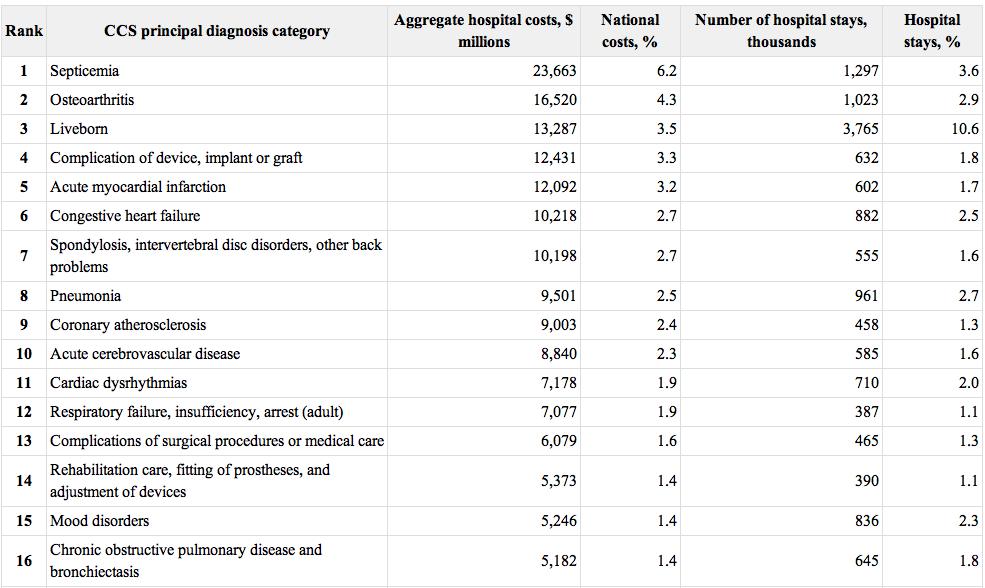 Rank CCS principal diagnosis category Aggregate hospital costs, $ millions National costs, % Number of hospital stays, thousands Hospital stays, %
1 Septicemia 23,663 6.2 1,297 3.6
2 Osteoarthritis 16,520 4.3 1,023 2.9
3 Liveborn 13,287 3.5 3,765 10.6
4 Complication of device, implant or graft 12,431 3.3 632 1.8
5 Acute myocardial infarction 12,092 3.2 602 1.7
6 Congestive heart failure 10,218 2.7 882 2.5
7 Spondylosis, intervertebral disc disorders, other back problems 10,198 2.7 555 1.6
8 Pneumonia 9,501 2.5 961 2.7
9 Coronary atherosclerosis 9,003 2.4 458 1.3
10 Acute cerebrovascular disease 8,840 2.3 585 1.6
11 Cardiac dysrhythmias 7,178 1.9 710 2.0
12 Respiratory failure, insufficiency, arrest (adult) 7,077 1.9 387 1.1
13 Complications of surgical procedures or medical care 6,079 1.6 465 1.3
14 Rehabilitation care, fitting of prostheses, and adjustment of devices 5,373 1.4 390 1.1
15 Mood disorders 5,246 1.4 836 2.3
16 Chronic obstructive pulmonary disease and bronchiectasis 5,182 1.4 645 1.8